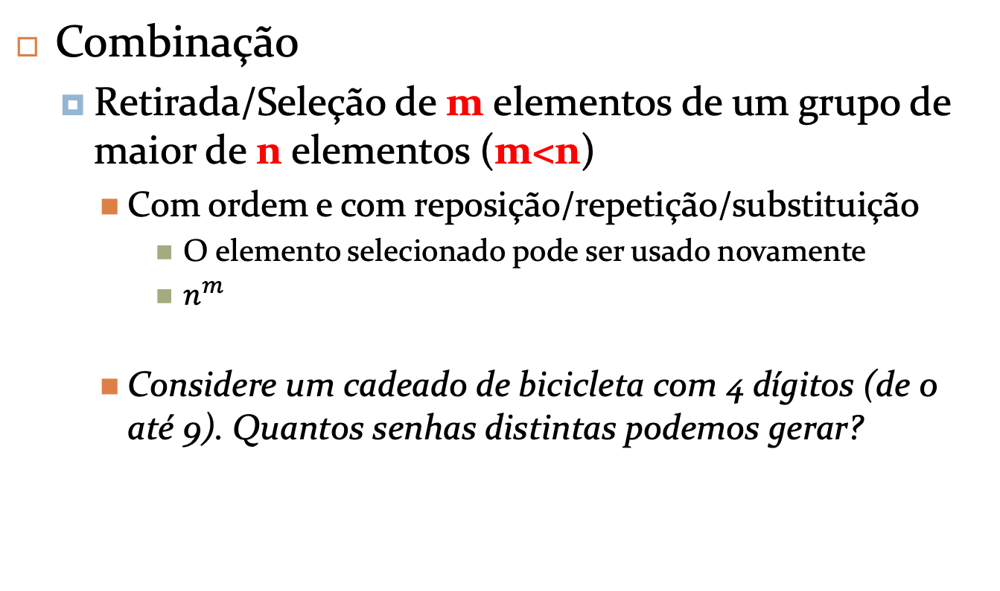 Combinação
Retirada/Seleção de m elementos de um grupo de
maior de n elementos (m<n)
Com ordem e com reposição/repetição/substituição
O elemento selecionado pode ser usado novamente
n^m
Considere um cadeado de bicicleta com 4 dígitos (de 0
até 9). Quantos senhas distintas podemos gerar?